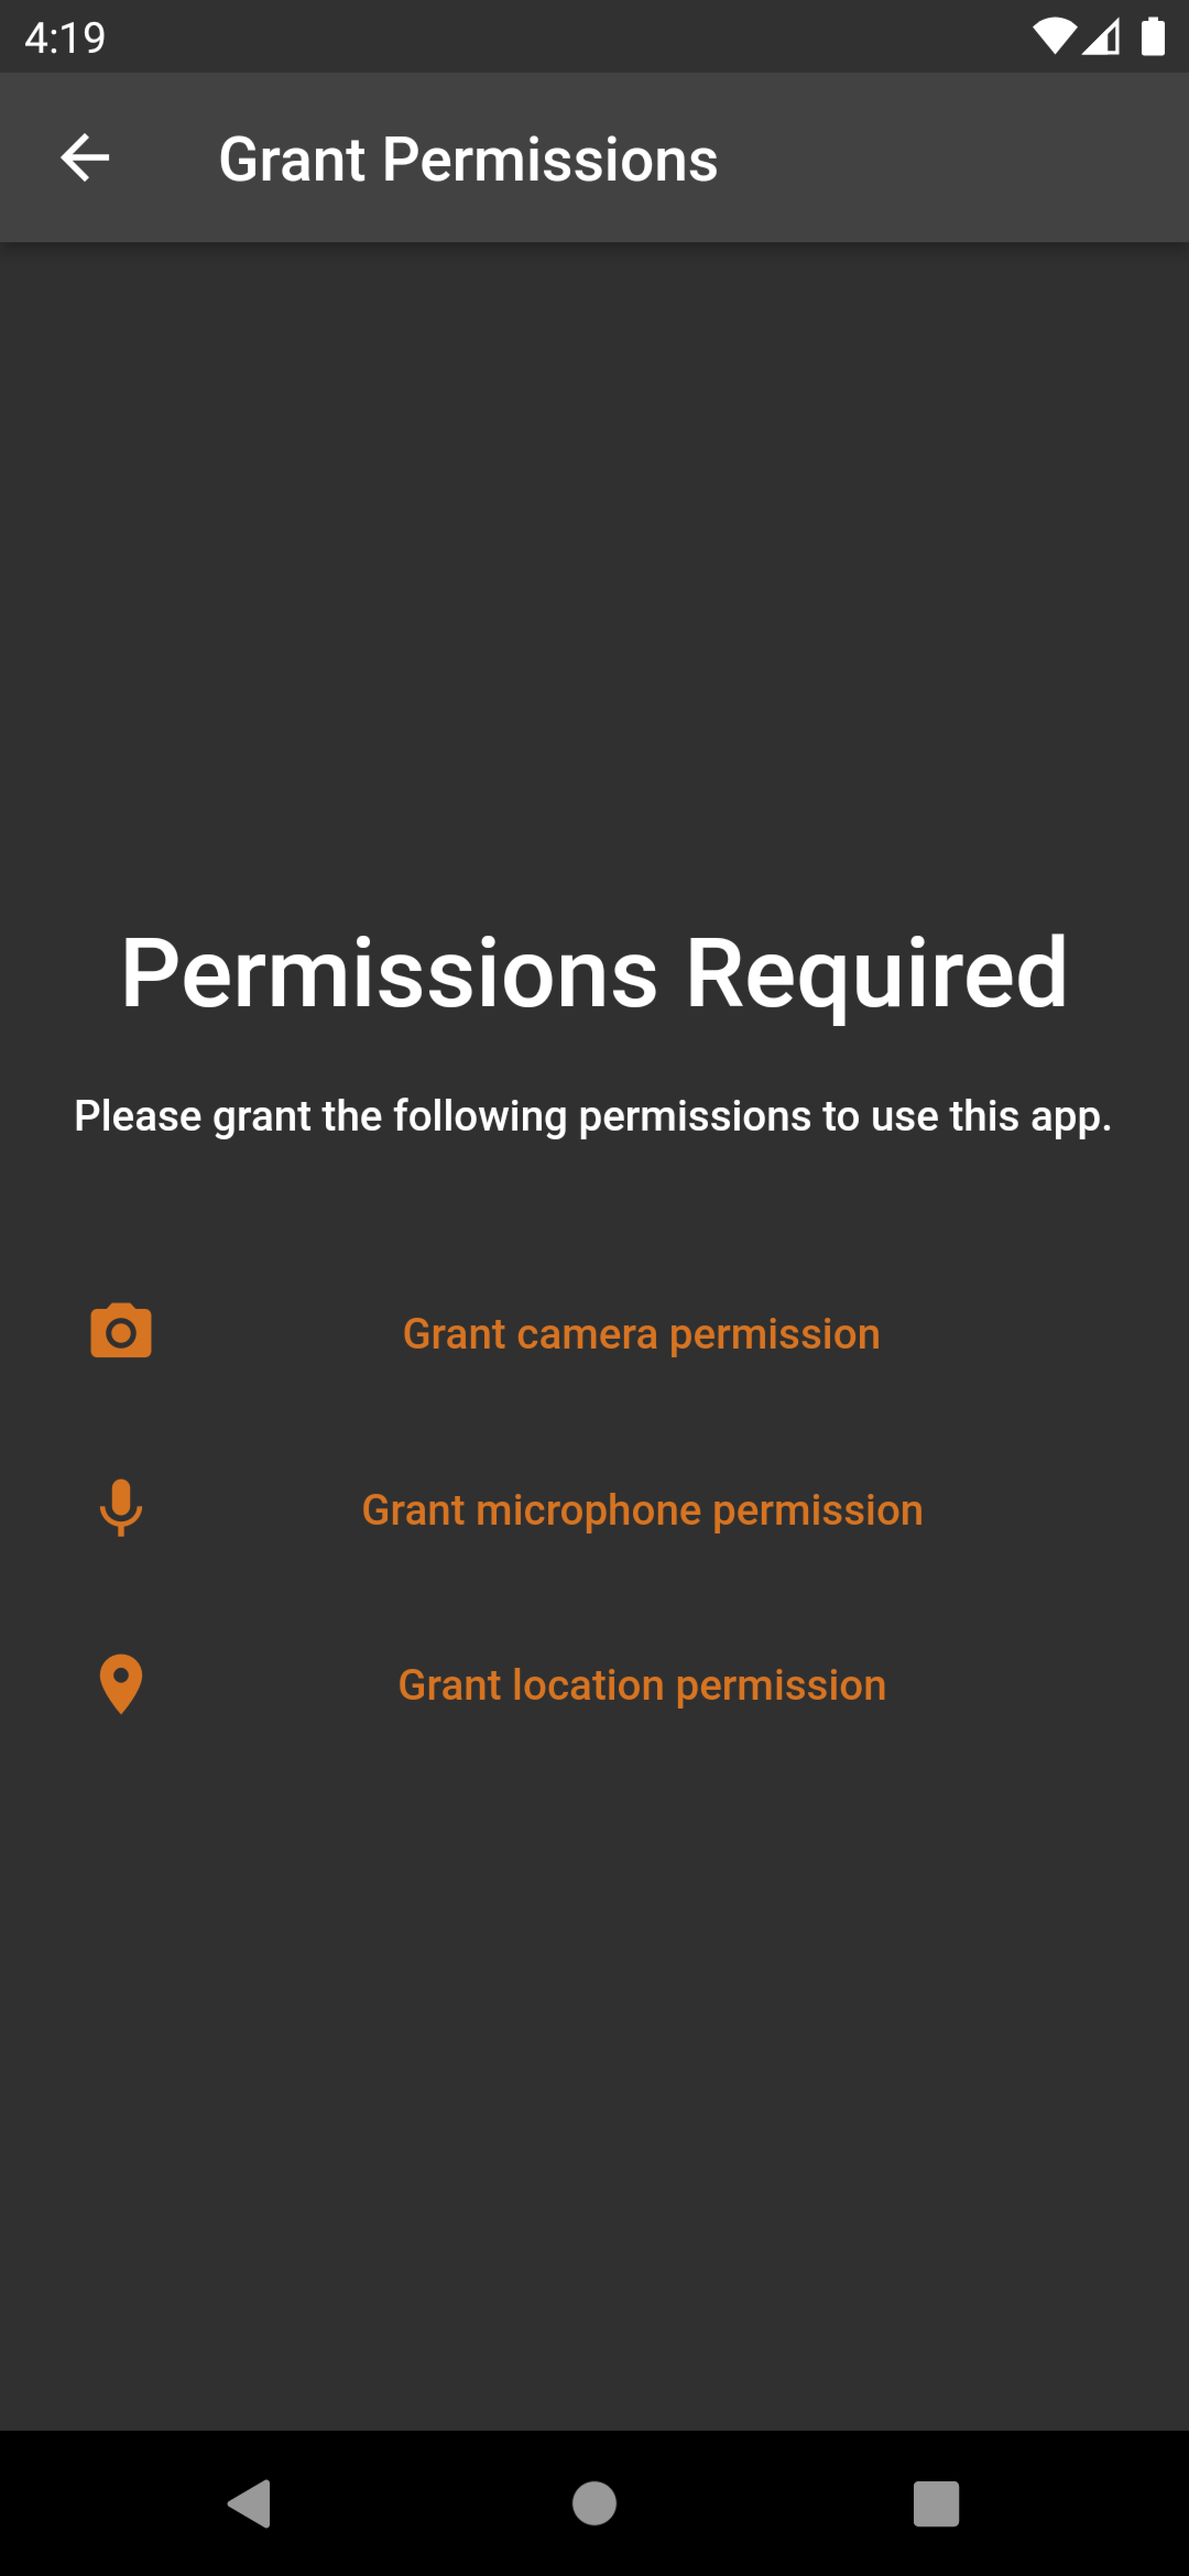 4:19
Grant Permissions
Permissions Required
Please grant the following permissions to use this app.
Grant camera permission
Grant microphone permission
Grant location permission